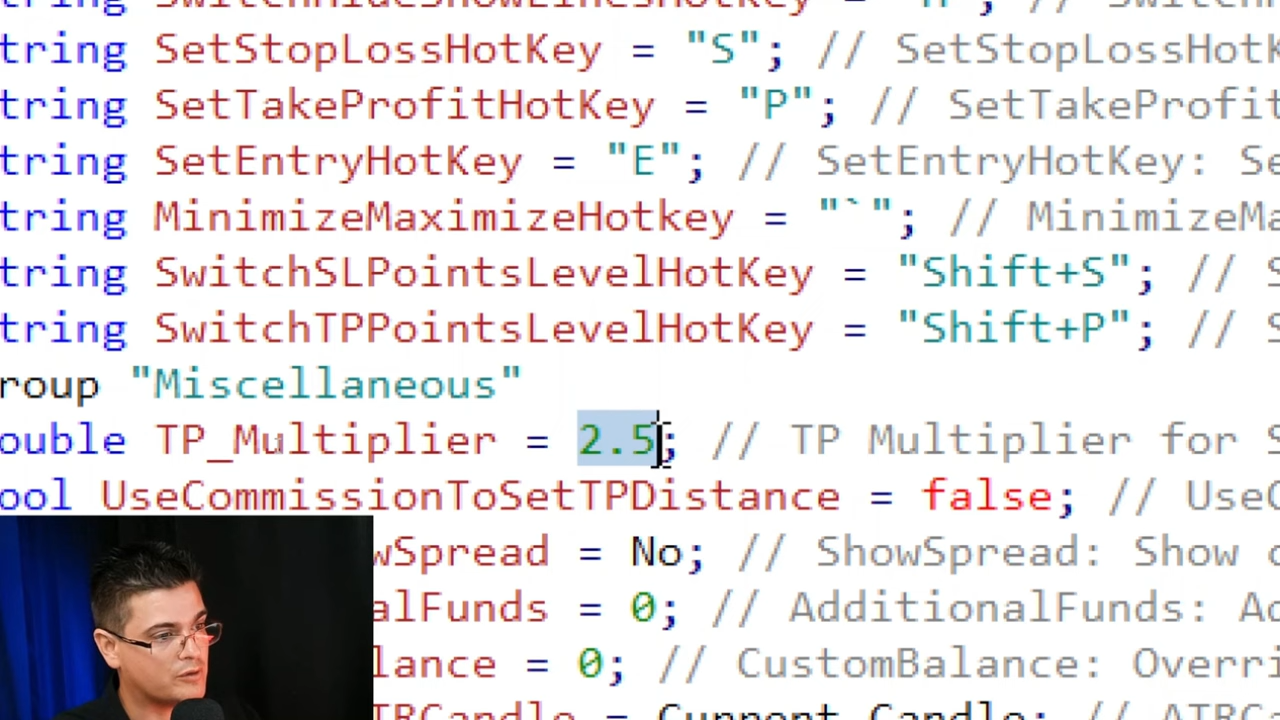 tring SetStopLossHotKey = "S"; // SetStopLossHotK
tring SetTakeProfitHotKey = "P"; // SetTakeProfit
tring SetEntryHotKey = "E"; // SetEntryHotKey: Se
tring MinimizeMaximizeHotkey = "`"; // MinimizeMa
tring SwitchSLPointsLevelHotKey = "Shift+S"; // S
tring SwitchTPPointsLevelHotKey = "Shift+P"; // S
roup "Miscellaneous"
ouble TP_Multiplier = 2.5; // TP Multiplier for S
ool UseCommissionToSetTPDistance = false; // UseC
wSpread = No; // ShowSpread: Show c
alFunds = 0; // AdditionalFunds: Ad
lance = 0; // CustomBalance: Overri